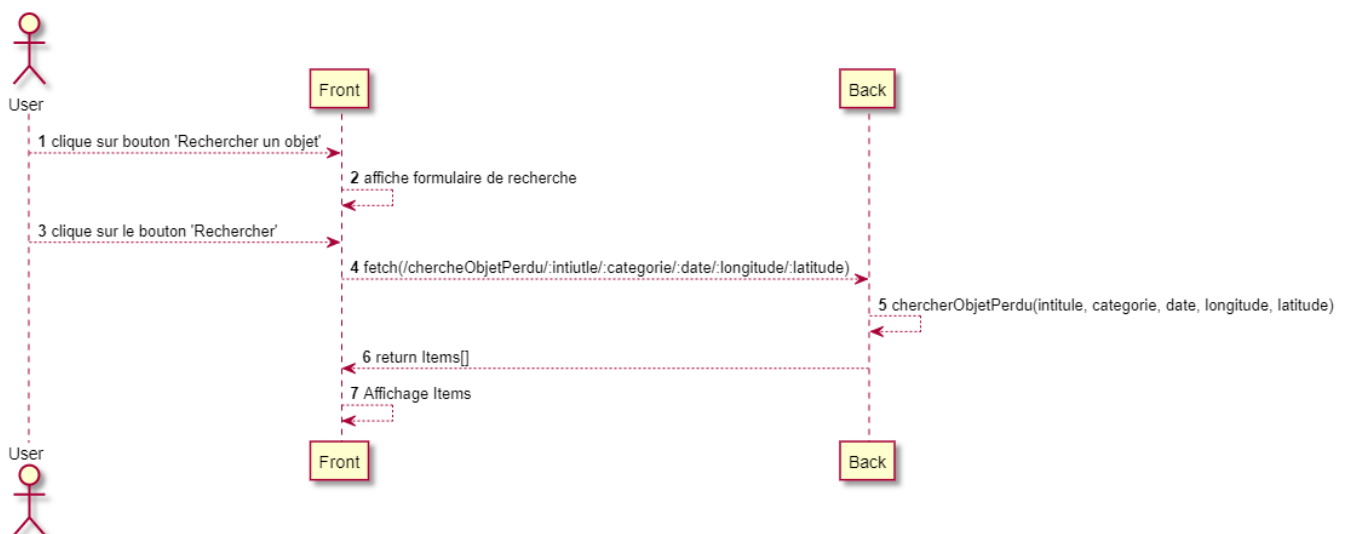 User
Front
Back
1 clique sur bouton 'Rechercher un objet'
2 affiche formulaire de recherche
3 clique sur le bouton 'Rechercher'
4 fetch(/chercheObjetPerdu/:intiutle/:categorie/:date/:longitude/:latitude)
5 chercherObjetPerdu(intitule, categorie, date, longitude, latitude)
6 return Items[]
7 Affichage Items
User
Front
Back